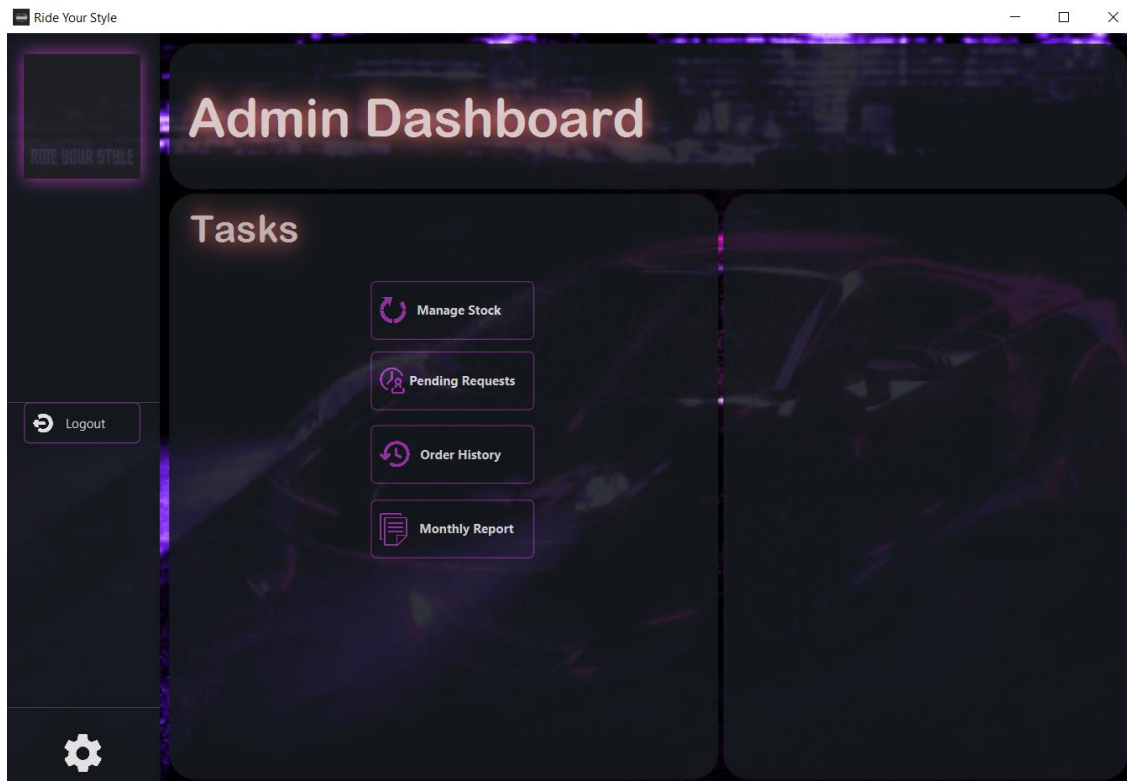 Ride Your Style
RIDE YOUR STYLE
Admin Dashboard
Tasks
Manage Stock
Pending Requests
Order History
Monthly Report
Logout